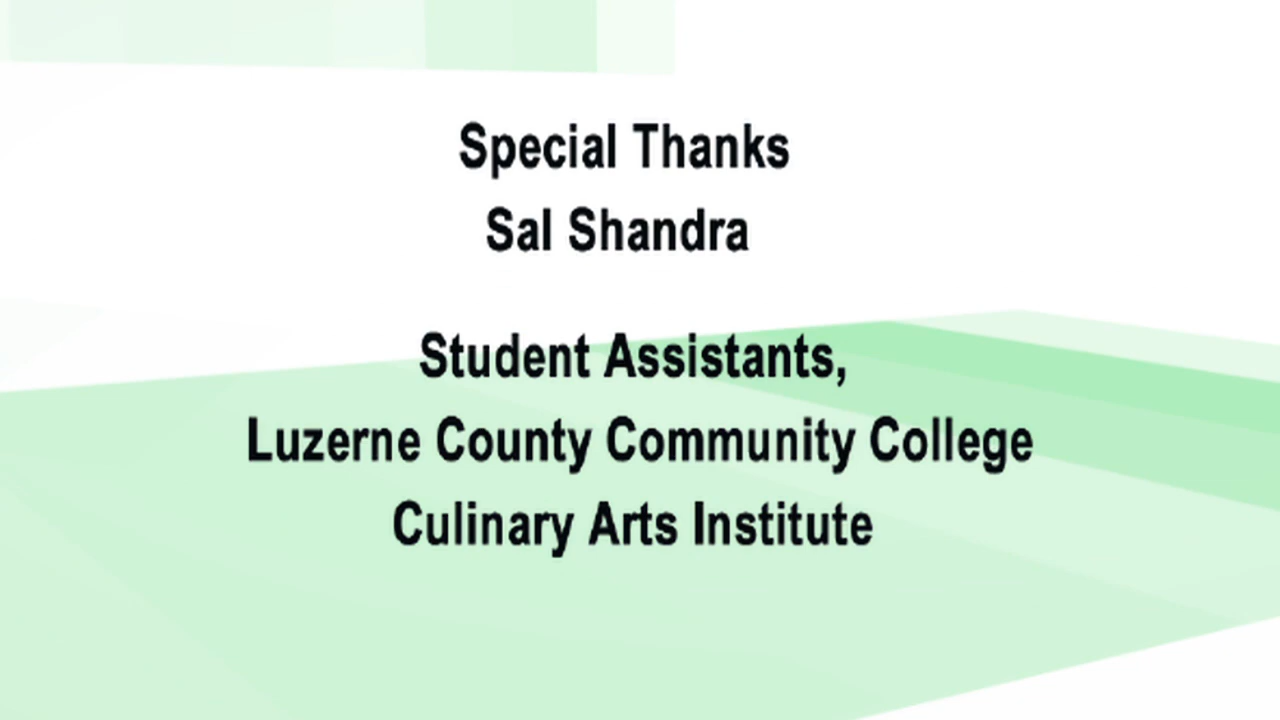 Special Thanks
Sal Shandra
Student Assistants,
Luzerne County Community College
Culinary Arts Institute